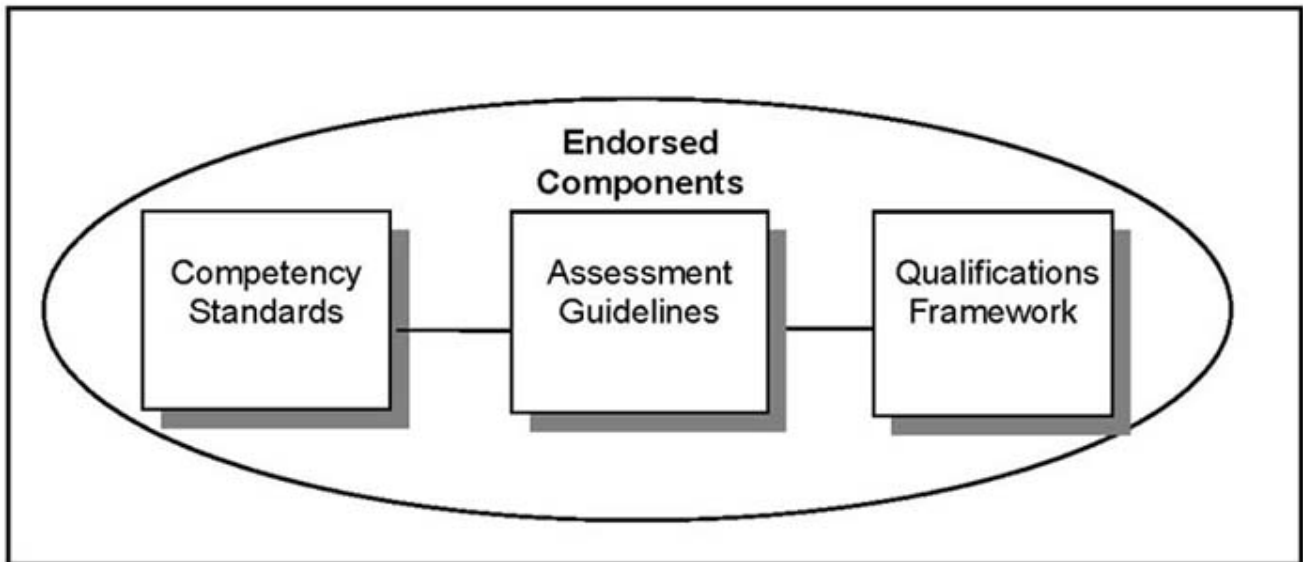 Endorsed
Components
Competency
Standards
Assessment
Guidelines
Qualifications
Framework